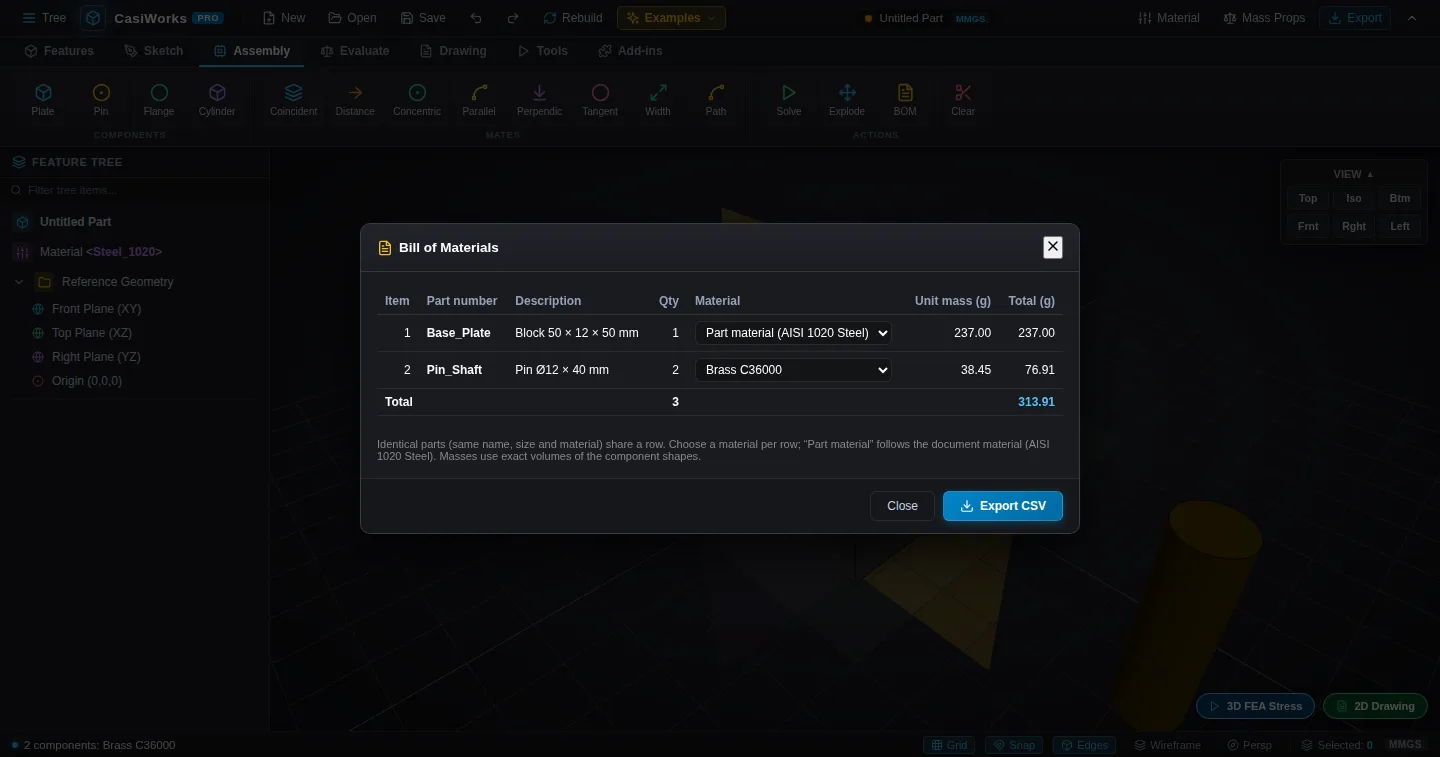 Tree CasiWorks PRO New Open Save Rebuild Examples Untitled Part MMGS Material Mass Props Export
Features Sketch Assembly Evaluate Drawing Tools Add-ins
Plate Pin Flange Cylinder Coincident Distance Concentric Parallel Perpendic Tangent Width Path Solve Explode BOM Clear
COMPONENTS MATES ACTIONS
FEATURE TREE
Filter tree items...
Untitled Part
Material <Steel_1020>
Reference Geometry
Front Plane (XY)
Top Plane (XZ)
Right Plane (YZ)
Origin (0,0,0)
VIEW ▲
Top Iso Btm
Frnt Rght Left
Bill of Materials
Item Part number Description Qty Material Unit mass (g) Total (g)
1 Base_Plate Block 50 × 12 × 50 mm 1 Part material (AISI 1020 Steel) 237.00 237.00
2 Pin_Shaft Pin Ø12 × 40 mm 2 Brass C36000 38.45 76.91
Total 3 313.91
Identical parts (same name, size and material) share a row. Choose a material per row; “Part material” follows the document material (AISI
1020 Steel). Masses use exact volumes of the component shapes.
Close Export CSV
3D FEA Stress 2D Drawing
2 components: Brass C36000 Grid Snap Edges Wireframe Persp Selected: 0 MMGS